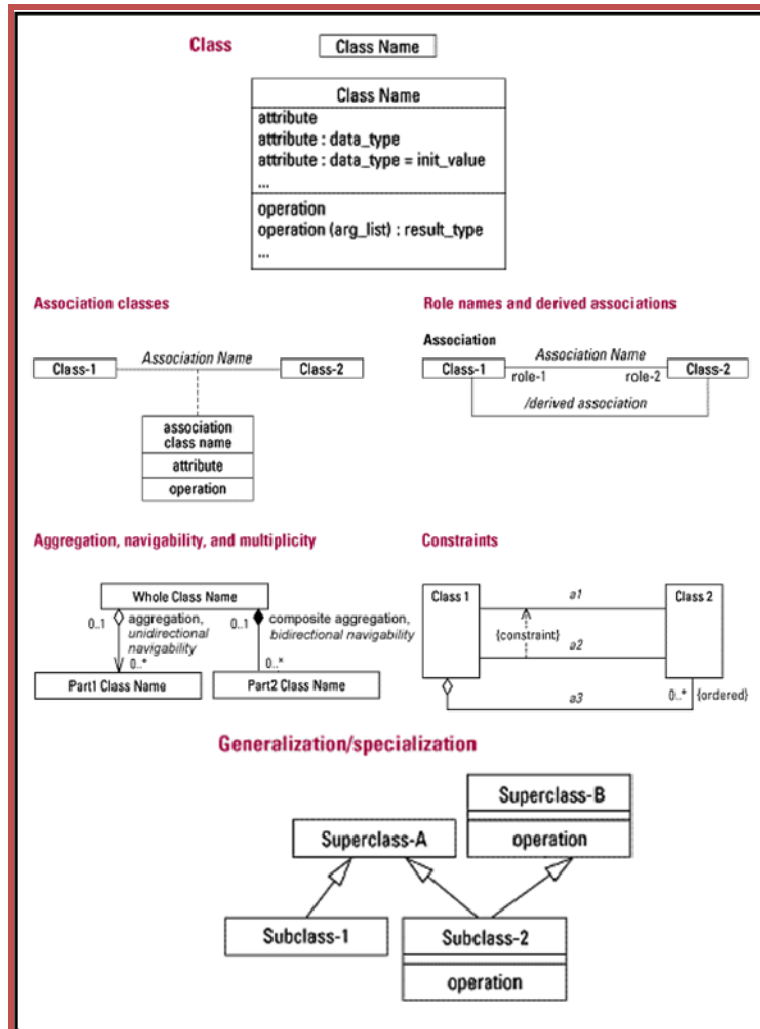 Class
Class Name
Class Name
attribute
attribute : data_type
attribute : data_type = init_value
...
operation
operation (arg_list) : result_type
...
Association classes
Class-1
Association Name
Class-2
association
class name
attribute
operation
Role names and derived associations
Association
Class-1
Association Name
Class-2
role-1
role-2
/derived association
Aggregation, navigability, and multiplicity
Whole Class Name
0..1
aggregation,
unidirectional
navigability
0..*
0..1
composite aggregation,
bidirectional navigability
0..*
Part1 Class Name
Part2 Class Name
Constraints
Class 1
a1
Class 2
{constraint}
a2
a3
0..*
{ordered}
Generalization/specialization
Superclass-B
operation
Superclass-A
Subclass-1
Subclass-2
operation